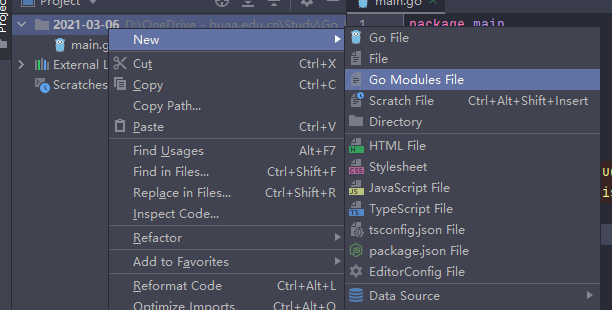 Project
main.go
2021-03-06 D:\OneDrive - buaa.edu.cn\Study\Go
1 package main
main.g
External L
Scratches
New
Cut Ctrl+X
Copy Ctrl+C
Copy Path...
Paste Ctrl+V
Find Usages Alt+F7
Find in Files... Ctrl+Shift+F
Replace in Files... Ctrl+Shift+R
Inspect Code...
Refactor
Add to Favorites
Reformat Code Ctrl+Alt+L
Optimize Imports Ctrl+Alt+O
Go File
File
Go Modules File
Scratch File Ctrl+Alt+Shift+Insert
Directory
HTML File
Stylesheet
JavaScript File
TypeScript File
tsconfig.json File
package.json File
EditorConfig File
Data Source